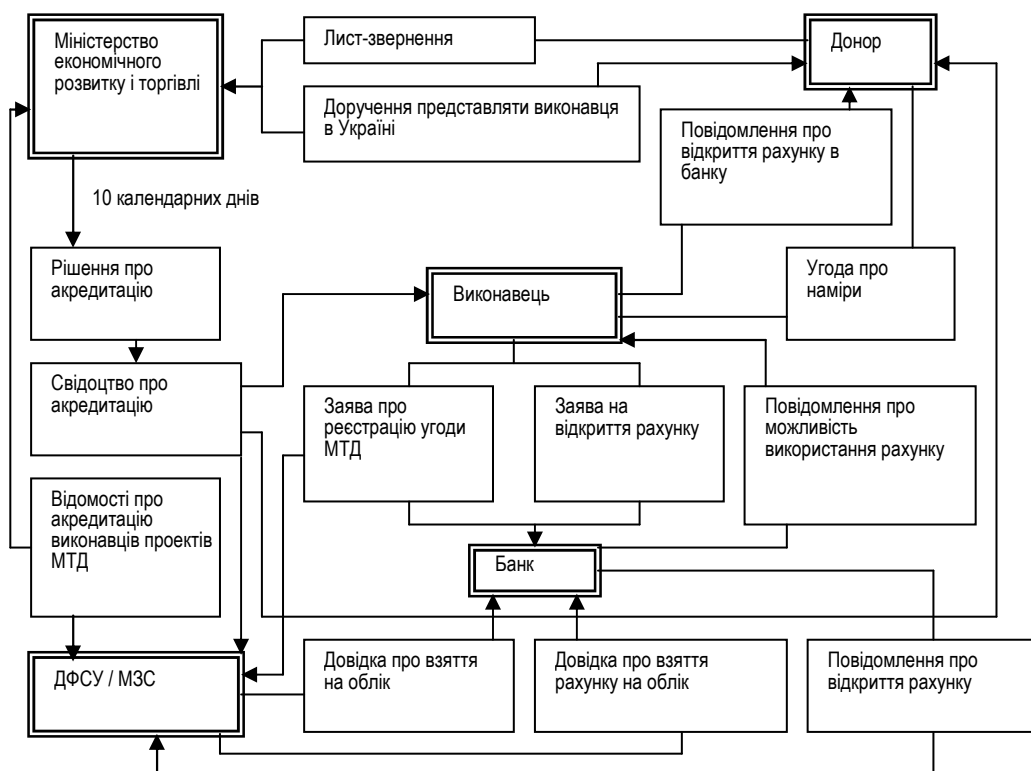 Міністерство
економічного
розвитку і торгівлі
Лист-звернення
Донор
Доручення представляти виконавця
в Україні
Повідомлення про
відкриття рахунку в
банку
10 календарних днів
Рішення про
акредитацію
Виконавець
Угода про
наміри
Свідоцтво про
акредитацію
Заява про
реєстрацію угоди
МТД
Заява на
відкриття рахунку
Повідомлення про
можливість
використання рахунку
Відомості про
акредитацію
виконавців проектів
МТД
Банк
ДФСУ / МЗС
Довідка про взяття
на облік
Довідка про взяття
рахунку на облік
Повідомлення про
відкриття рахунку